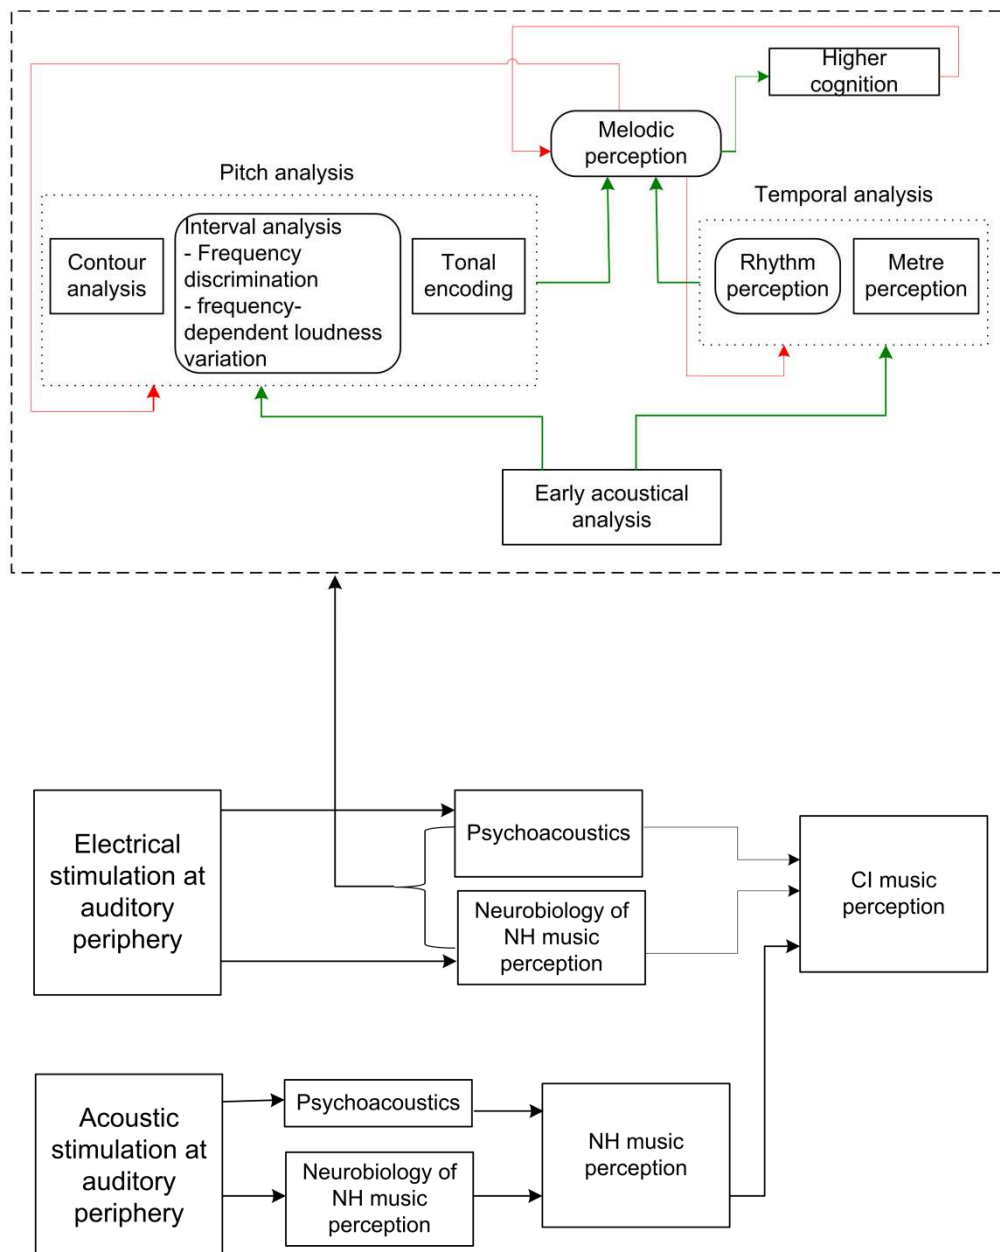 Higher
cognition
Melodic
perception
Pitch analysis
Temporal analysis
Contour
analysis
Interval analysis
- Frequency
discrimination
- frequency-
dependent loudness
variation
Tonal
encoding
Rhythm
perception
Metre
perception
Early acoustical
analysis
Electrical
stimulation at
auditory
periphery
Psychoacoustics
Neurobiology of
NH music
perception
CI music
perception
Acoustic
stimulation at
auditory
periphery
Psychoacoustics
Neurobiology of
NH music
perception
NH music
perception